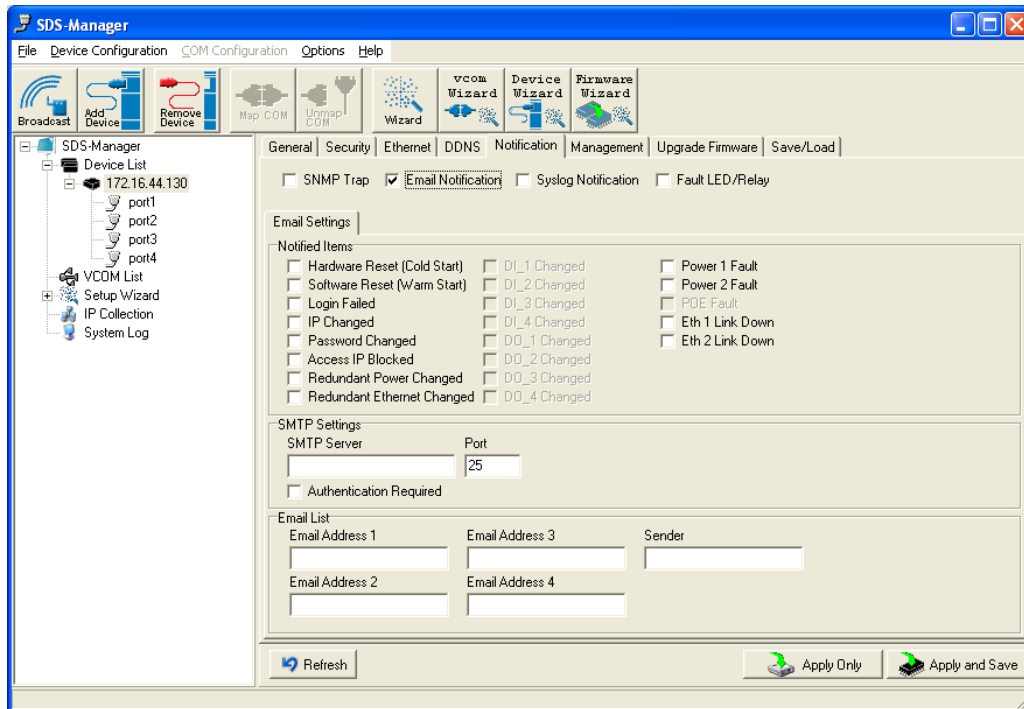 SDS-Manager
File Device Configuration COM Configuration Options Help
Broadcast Add Device Remove Device Map COM Unmap COM Wizard vcom Wizard Device Wizard Firmware Wizard
SDS-Manager
Device List
172.16.44.130
port1
port2
port3
port4
VCOM List
Setup Wizard
IP Collection
System Log
General Security Ethernet DDNS Notification Management Upgrade Firmware Save/Load
SNMP Trap Email Notification Syslog Notification Fault LED/Relay
Email Settings
Notified Items
Hardware Reset (Cold Start) DI_1 Changed Power 1 Fault
Software Reset (Warm Start) DI_2 Changed Power 2 Fault
Login Failed DI_3 Changed POE Fault
IP Changed DI_4 Changed Eth 1 Link Down
Password Changed DO_1 Changed Eth 2 Link Down
Access IP Blocked DO_2 Changed
Redundant Power Changed DO_3 Changed
Redundant Ethernet Changed DO_4 Changed
SMTP Settings
SMTP Server Port
25
Authentication Required
Email List
Email Address 1 Email Address 3 Sender
Email Address 2 Email Address 4
Refresh Apply Only Apply and Save